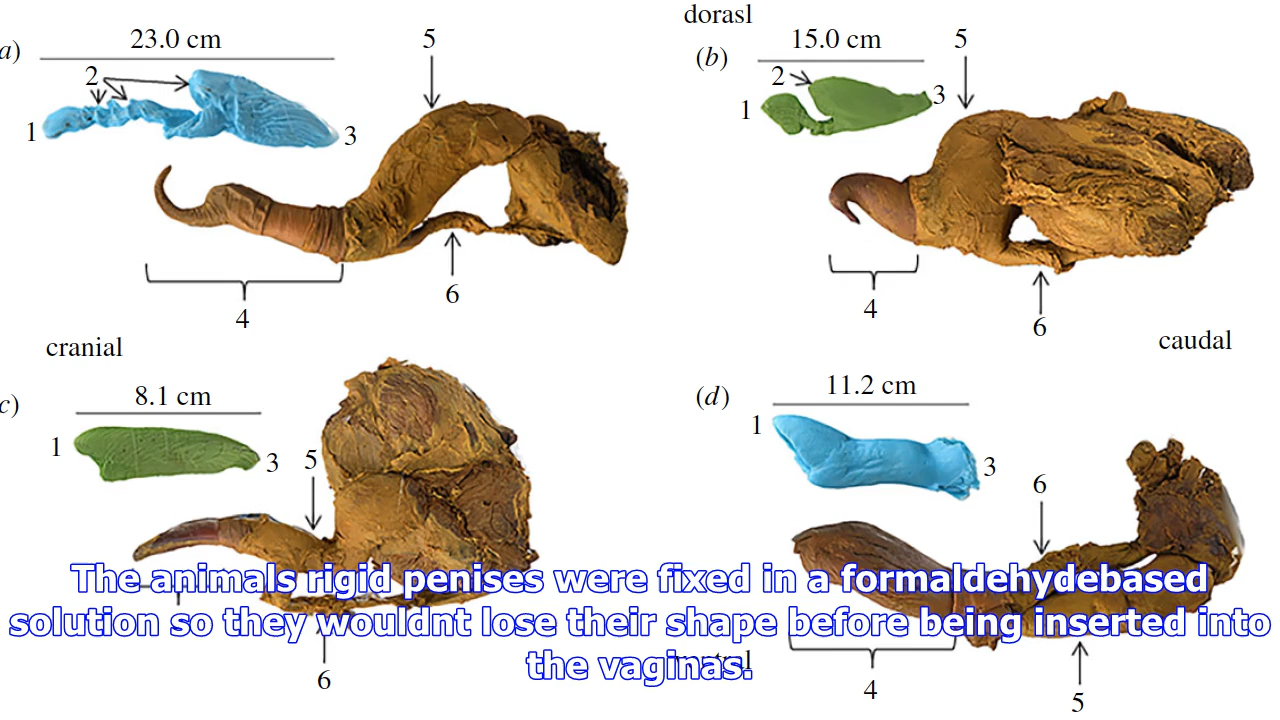 dorasl
a)
23.0 cm
5
2
1
3
4
6
(b)
15.0 cm
5
2
1
3
4
6
cranial
caudal
c)
8.1 cm
1
3
5
6
(d)
11.2 cm
1
3
6
4
5
The animals rigid penises were fixed in a formaldehydebased
solution so they wouldnt lose their shape before being inserted into
the vaginas.